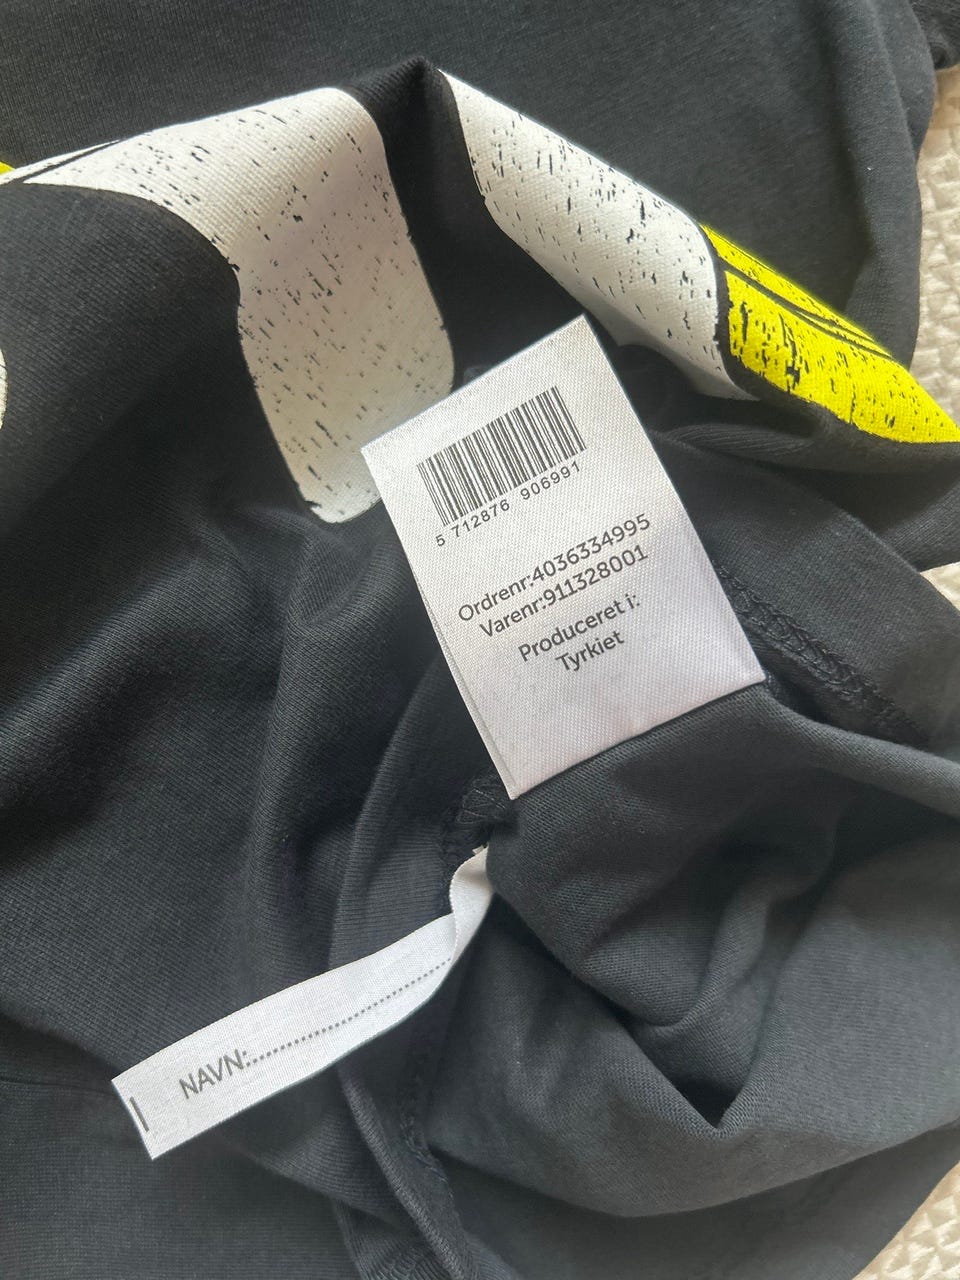 5 712876 906991
Ordrenr:4036334995
Varenr:911328001
Produceret i:
Tyrkiet
NAVN:....................................